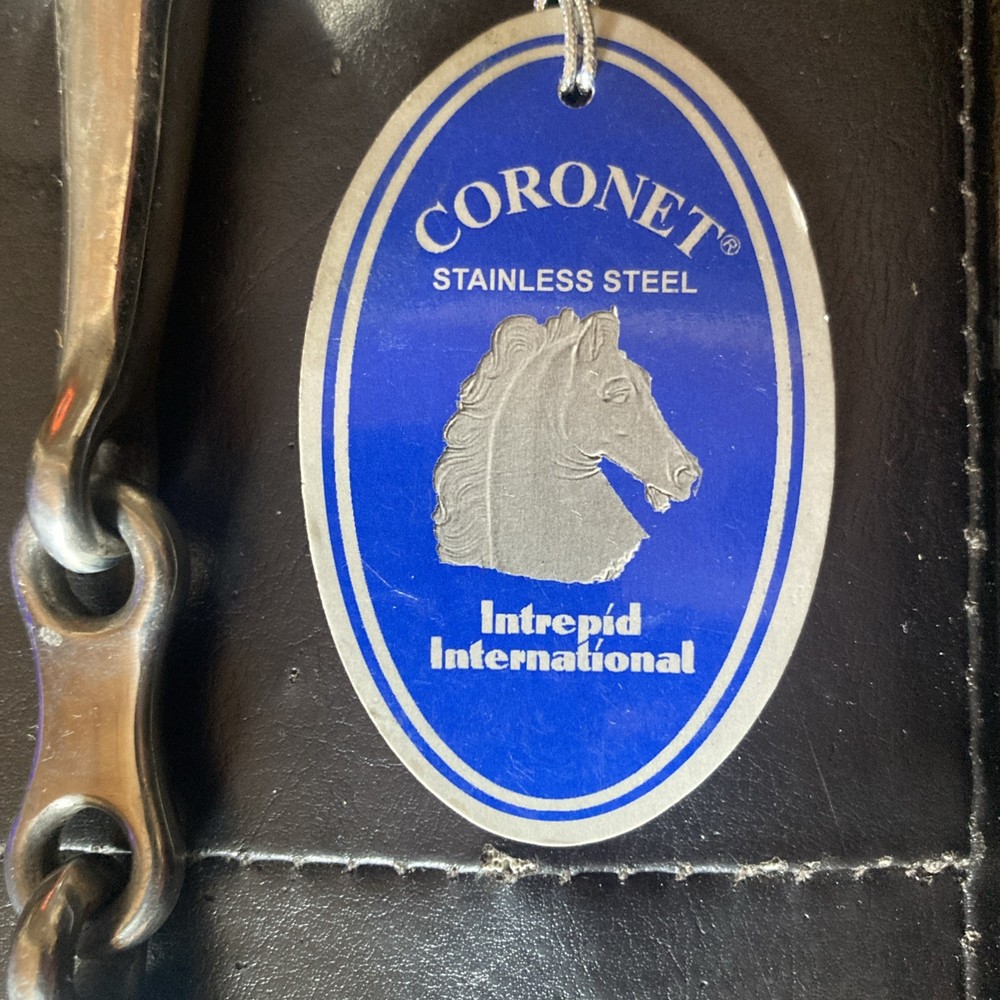 CORONET®
STAINLESS STEEL
Intrepid
International